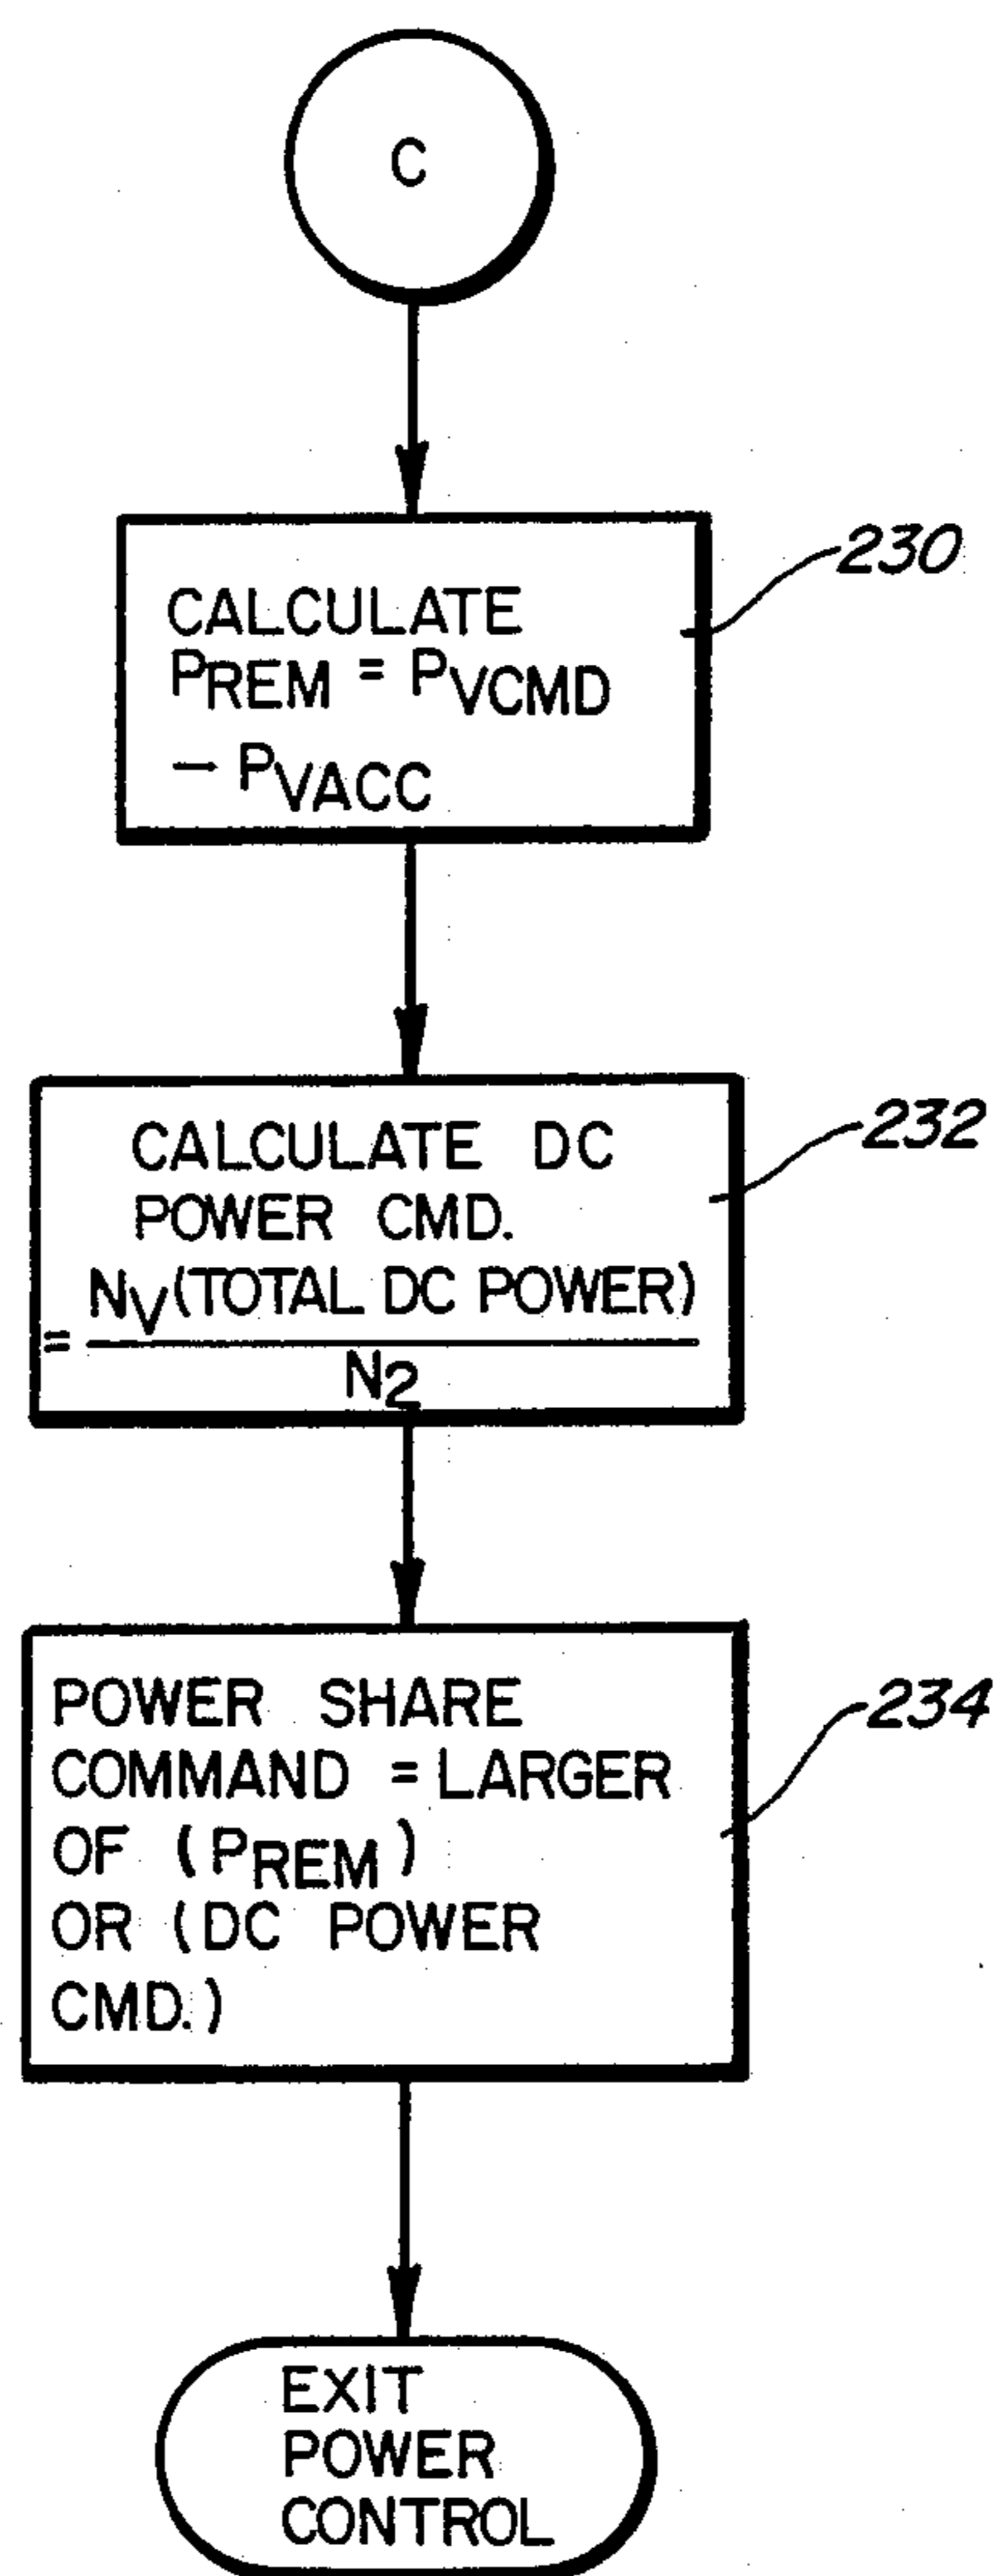 C
CALCULATE
PREM = PVCMD
- PVACC
230
CALCULATE DC
POWER CMD.
= NV(TOTAL DC POWER)
N2
232
POWER SHARE
COMMAND = LARGER
OF (PREM)
OR (DC POWER
CMD.)
234
EXIT
POWER
CONTROL